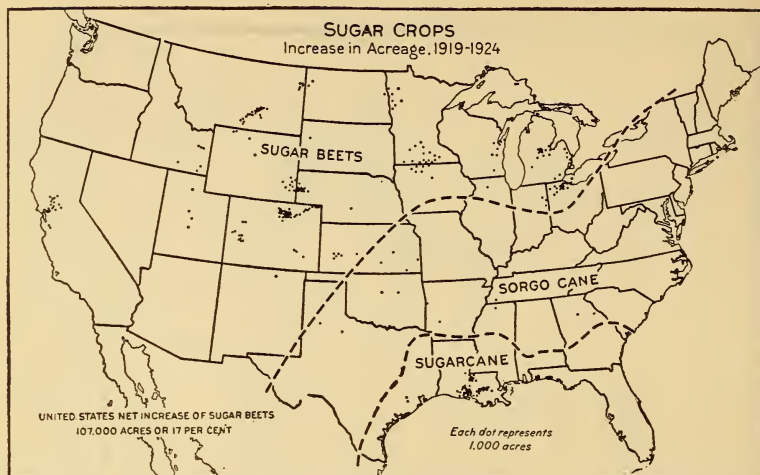 SUGAR CROPS
Increase in Acreage, 1919-1924
SUGAR BEETS
SORGO CANE
SUGARCANE
UNITED STATES NET INCREASE OF SUGAR BEETS
107,000 ACRES OR 17 PER CENT
Each dot represents
1,000 acres